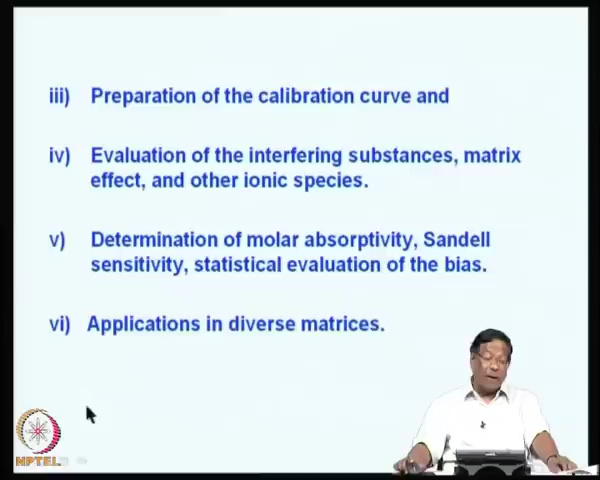 iii) Preparation of the calibration curve and
iv) Evaluation of the interfering substances, matrix
effect, and other ionic species.
v) Determination of molar absorptivity, Sandell
sensitivity, statistical evaluation of the bias.
vi) Applications in diverse matrices.
NPTEL